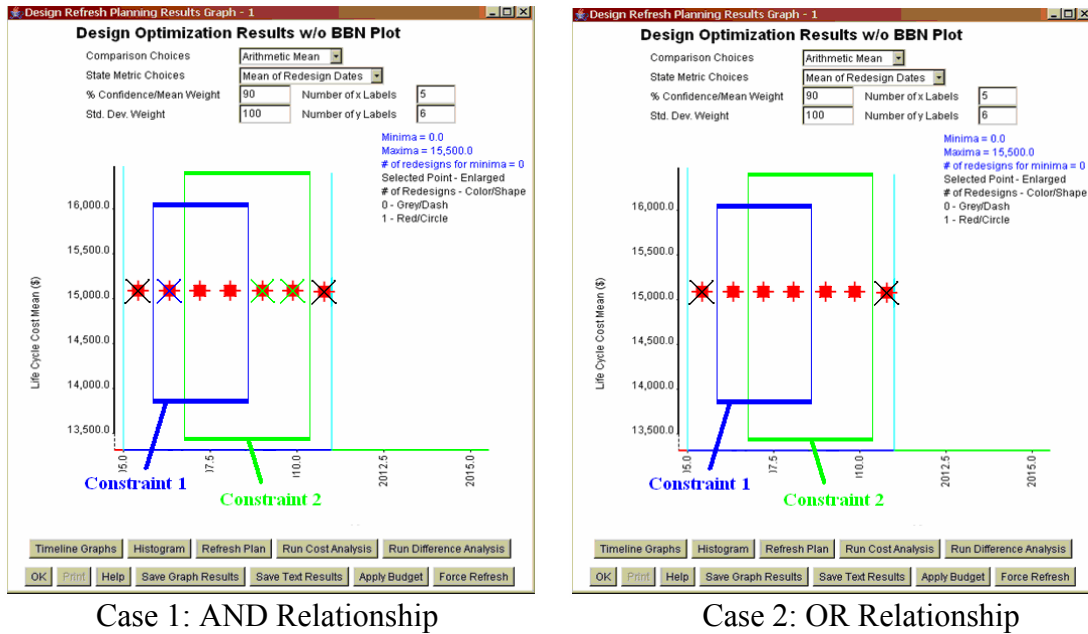 Design Refresh Planning Results Graph - 1
Design Optimization Results w/o BBN Plot
Comparison Choices Arithmetic Mean
State Metric Choices Mean of Redesign Dates
% Confidence/Mean Weight 90 Number of x Labels 5
Std. Dev. Weight 100 Number of y Labels 6
Minima = 0.0
Maxima = 15,500.0
# of redesigns for minima = 0
Selected Point - Enlarged
# of Redesigns - Color/Shape
0 - Grey/Dash
1 - Red/Circle
Life Cycle Cost Mean ($)
16,000.0
15,500.0
15,000.0
14,500.0
14,000.0
13,500.0
05.0
07.5
010.0
2012.5
2015.0
Constraint 1
Constraint 2
Timeline Graphs Histogram Refresh Plan Run Cost Analysis Run Difference Analysis
OK Print Help Save Graph Results Save Text Results Apply Budget Force Refresh
Case 1: AND Relationship
Design Refresh Planning Results Graph - 1
Design Optimization Results w/o BBN Plot
Comparison Choices Arithmetic Mean
State Metric Choices Mean of Redesign Dates
% Confidence/Mean Weight 90 Number of x Labels 5
Std. Dev. Weight 100 Number of y Labels 6
Minima = 0.0
Maxima = 15,500.0
# of redesigns for minima = 0
Selected Point - Enlarged
# of Redesigns - Color/Shape
0 - Grey/Dash
1 - Red/Circle
Life Cycle Cost Mean ($)
16,000.0
15,500.0
15,000.0
14,500.0
14,000.0
13,500.0
05.0
07.5
010.0
2012.5
2015.0
Constraint 1
Constraint 2
Timeline Graphs Histogram Refresh Plan Run Cost Analysis Run Difference Analysis
OK Print Help Save Graph Results Save Text Results Apply Budget Force Refresh
Case 2: OR Relationship